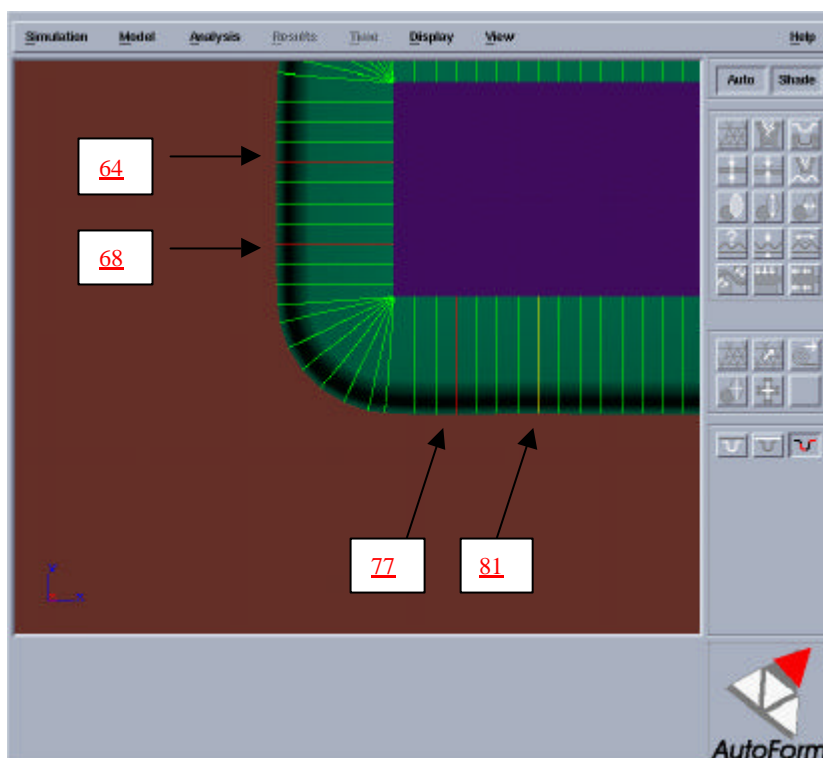 Simulation Model Analysis Results Time Display View Help
Auto Shade
64
68
77 81
y
x
AutoForm